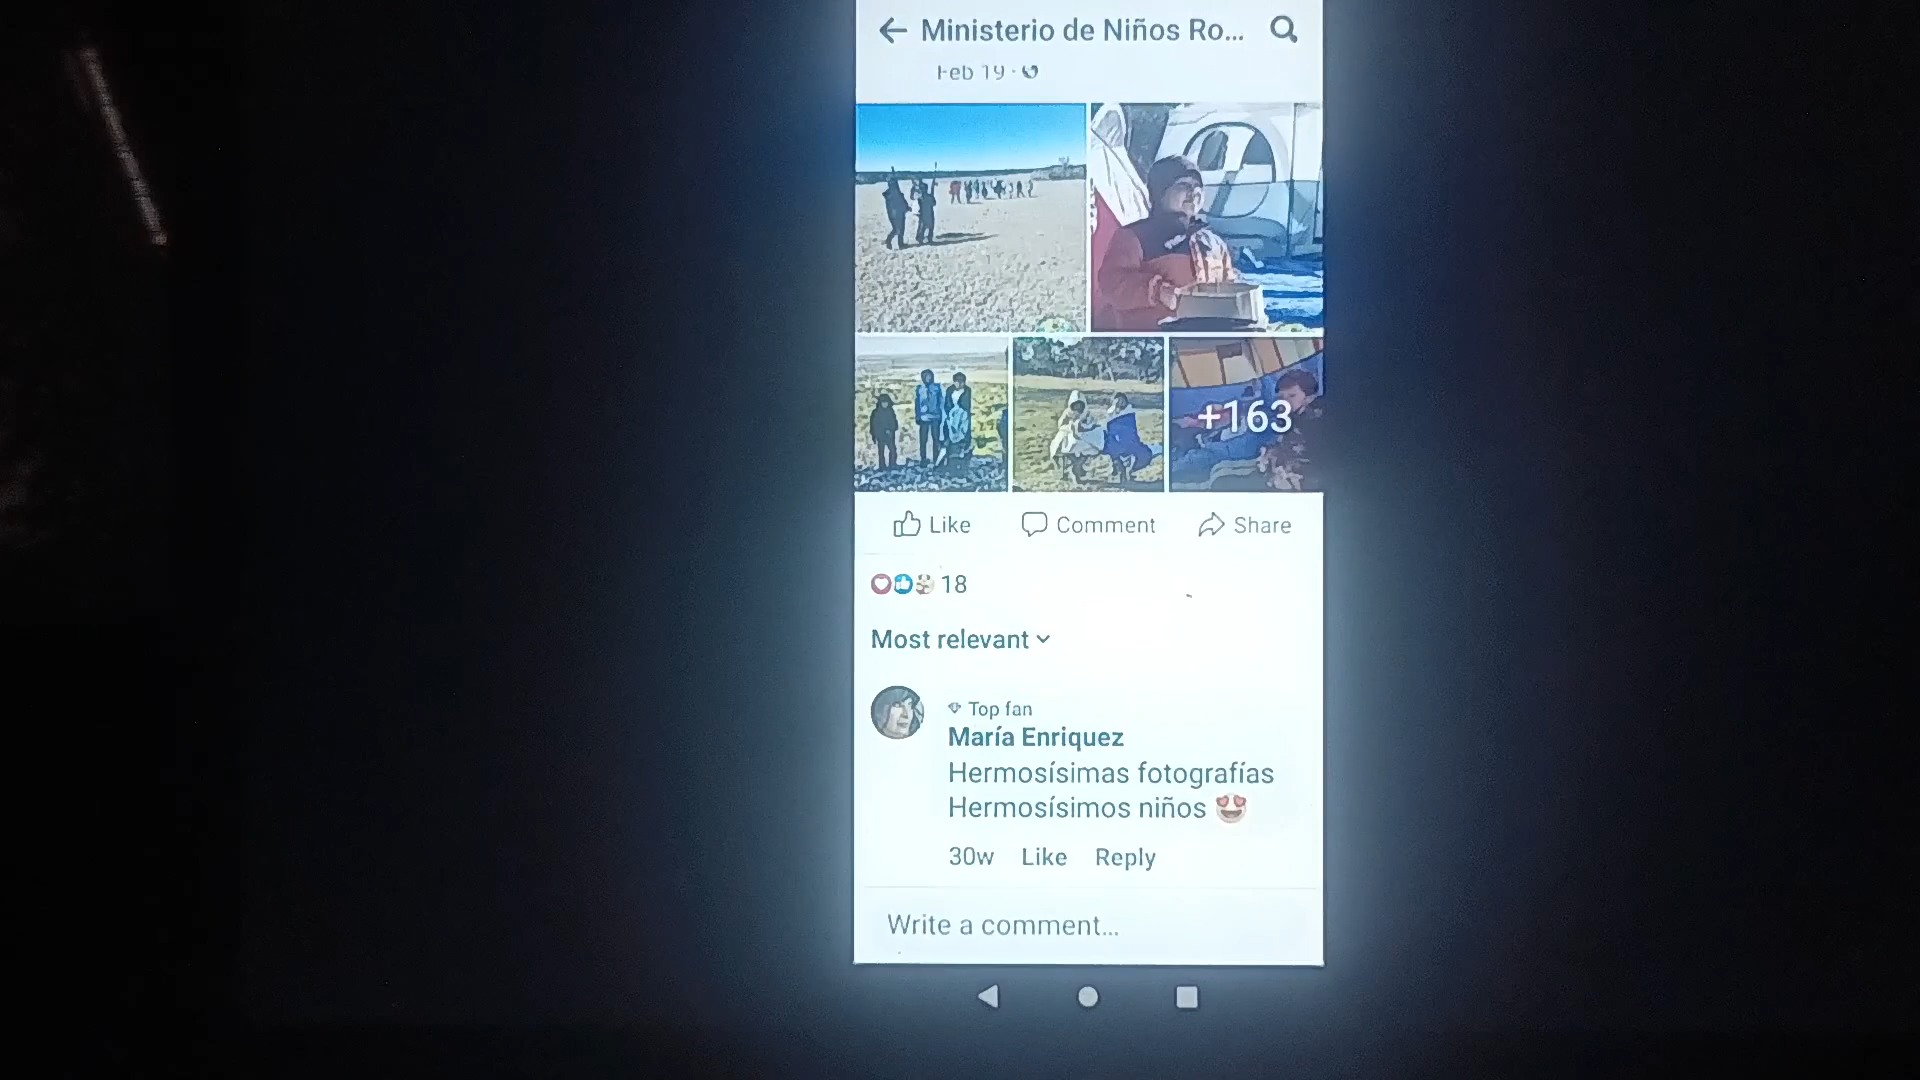 Ministerio de Niños Ro...
Feb 19 ·
+163
Like Comment Share
18
Most relevant
Top fan
María Enriquez
Hermosísimas fotografías
Hermosísimos niños 😍
30w Like Reply
Write a comment...